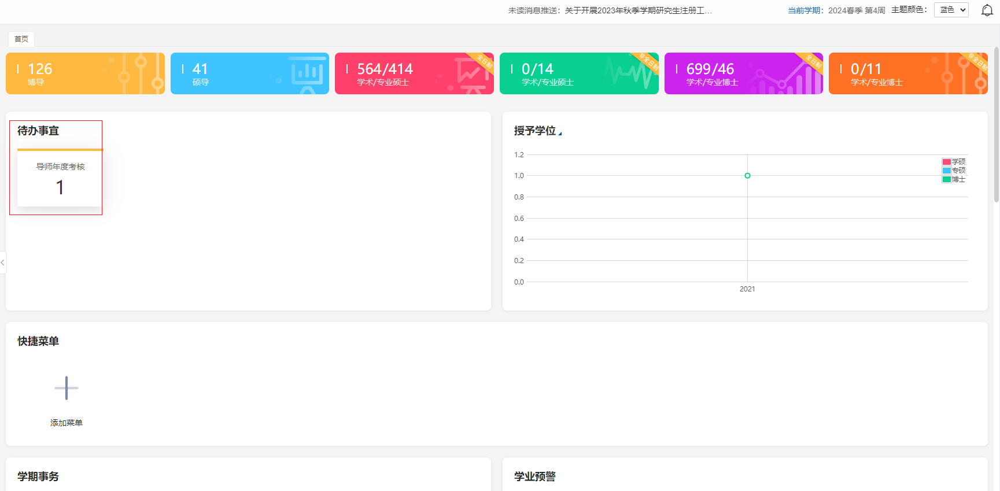 未读消息推送：关于开展2023年秋季学期研究生注册工…
当前学期：2024春季 第4周 主题颜色： 蓝色
首页
126
博导
41
硕导
564/414
学术/专业硕士
全日制
0/14
学术/专业硕士
非全日制
699/46
学术/专业博士
全日制
0/11
学术/专业博士
非全日制
待办事宜
导师年度考核
1
授予学位
1.2
1.0
0.8
0.6
0.4
0.2
0.0
2021
学硕
专硕
博士
快捷菜单
添加菜单
学期事务
学业预警